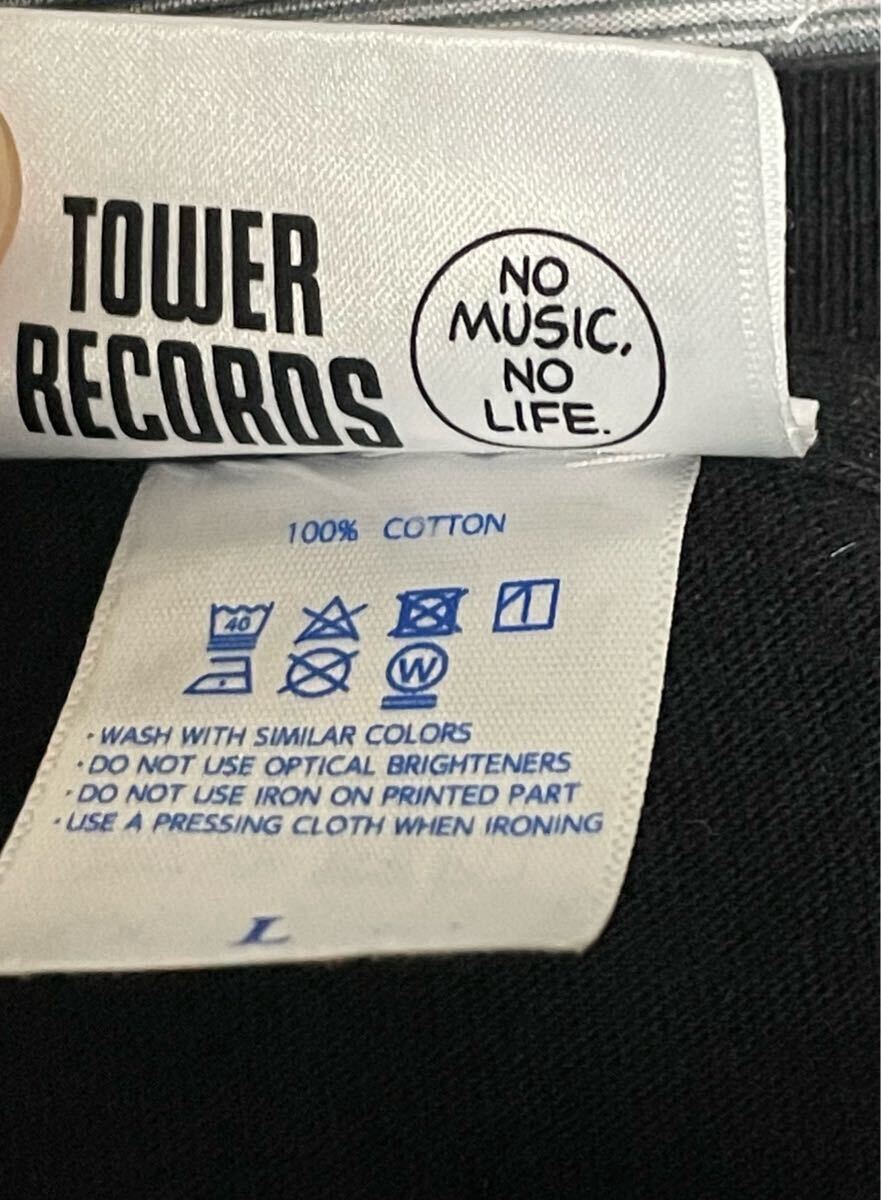 TOWER
RECORDS
NO
MUSIC,
NO
LIFE.
100% COTTON
40
W
• WASH WITH SIMILAR COLORS
• DO NOT USE OPTICAL BRIGHTENERS
• DO NOT USE IRON ON PRINTED PART
• USE A PRESSING CLOTH WHEN IRONING
L